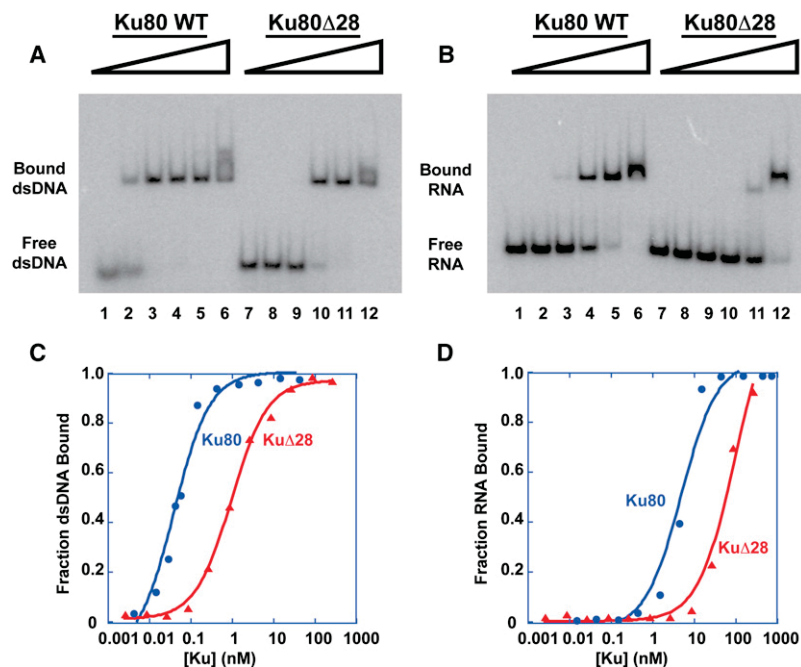 Ku80 WT Ku80Δ28
A
Bound dsDNA
Free dsDNA
1 2 3 4 5 6 7 8 9 10 11 12
Ku80 WT Ku80Δ28
B
Bound RNA
Free RNA
1 2 3 4 5 6 7 8 9 10 11 12
C
Fraction dsDNA Bound
1.0
0.8
0.6
0.4
0.2
0
Ku80
KuΔ28
0.001 0.01 0.1 1 10 100 1000
[Ku] (nM)
D
Fraction RNA Bound
1.0
0.8
0.6
0.4
0.2
0
Ku80
KuΔ28
0.001 0.01 0.1 1 10 100 1000
[Ku] (nM)